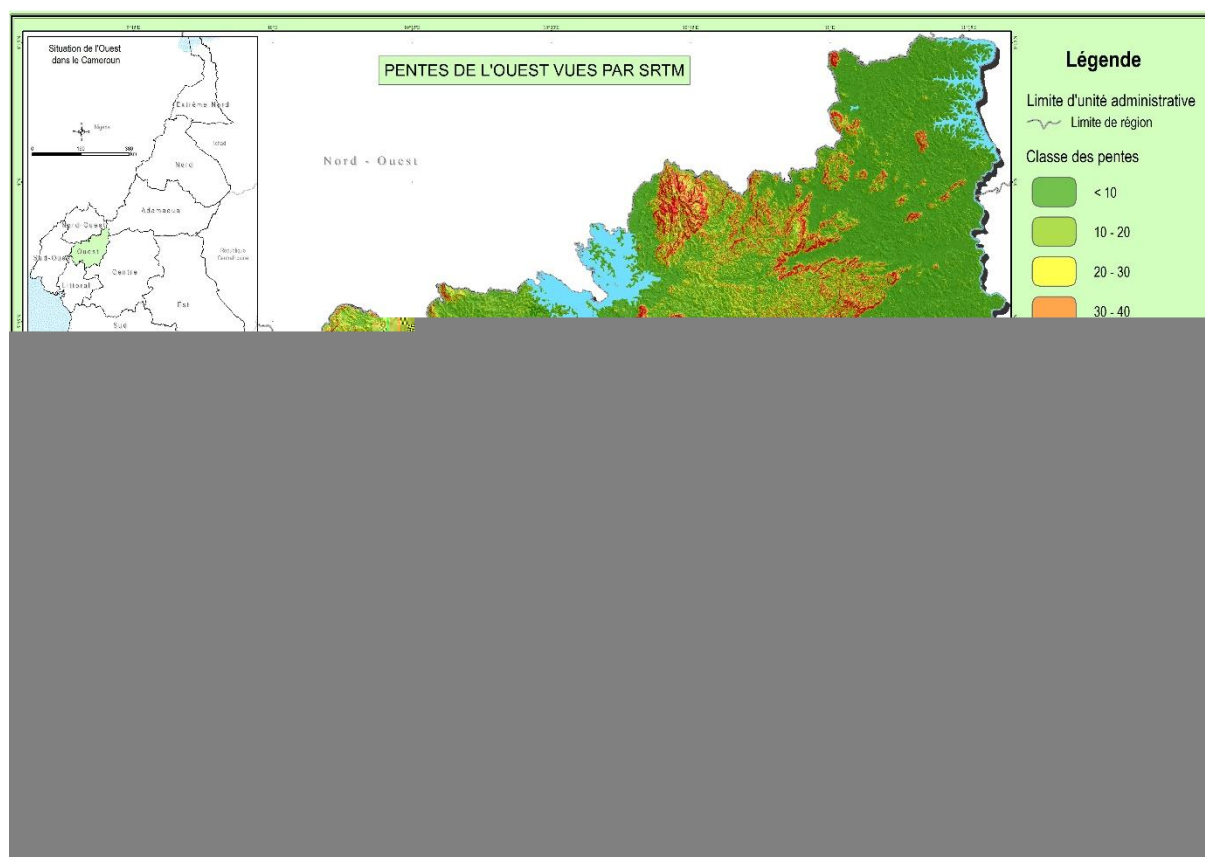 Situation de l'Ouest
dans le Cameroun
Extrême Nord
Nigéria
Tchad
0
Nord
Adamaoua
Nord-Ouest
Ouest
Sud-Ouest
Centre
Littoral
Est
Sud
PENTES DE L'OUEST VUES PAR SRTM
Nord - Ouest
Légende
Limite d'unité administrative
Limite de région
Classe des pentes
< 10
10 - 20
20 - 30
30 - 40